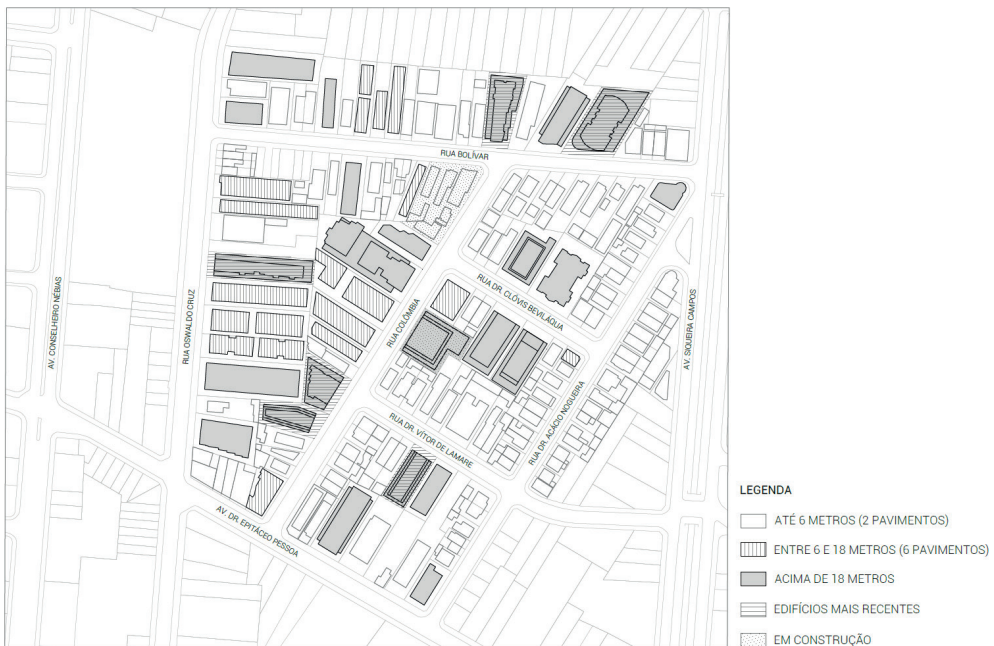 RUA BOLÍVAR
RUA DR. CLÓVIS BEVILÁQUA
AV. CONSELHEIRO NÉBIAS
RUA OSWALDO CRUZ
RUA COLÔMBIA
AV. SIQUEIRA CAMPOS
RUA DR. ACÁCIO NOGUEIRA
RUA DR. VÍTOR DE LAMARE
AV. DR. EPITÁCEO PESSOA
LEGENDA
ATÉ 6 METROS (2 PAVIMENTOS)
ENTRE 6 E 18 METROS (6 PAVIMENTOS)
ACIMA DE 18 METROS
EDIFÍCIOS MAIS RECENTES
EM CONSTRUÇÃO